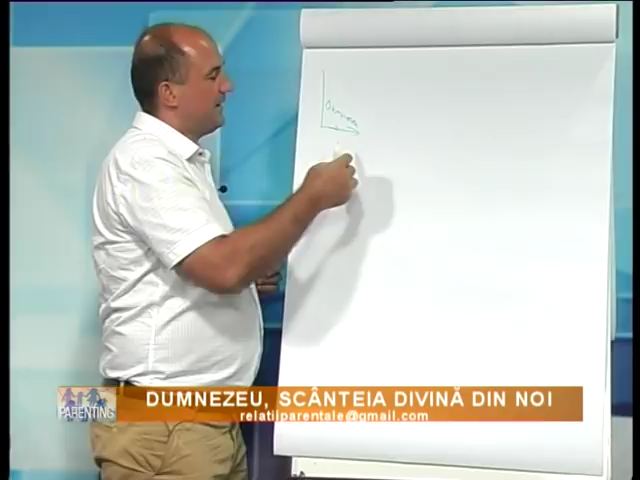 PARENTING
DUMNEZEU, SCÂNTEIA DIVINĂ DIN NOI
relatiiparentale@gmail.com